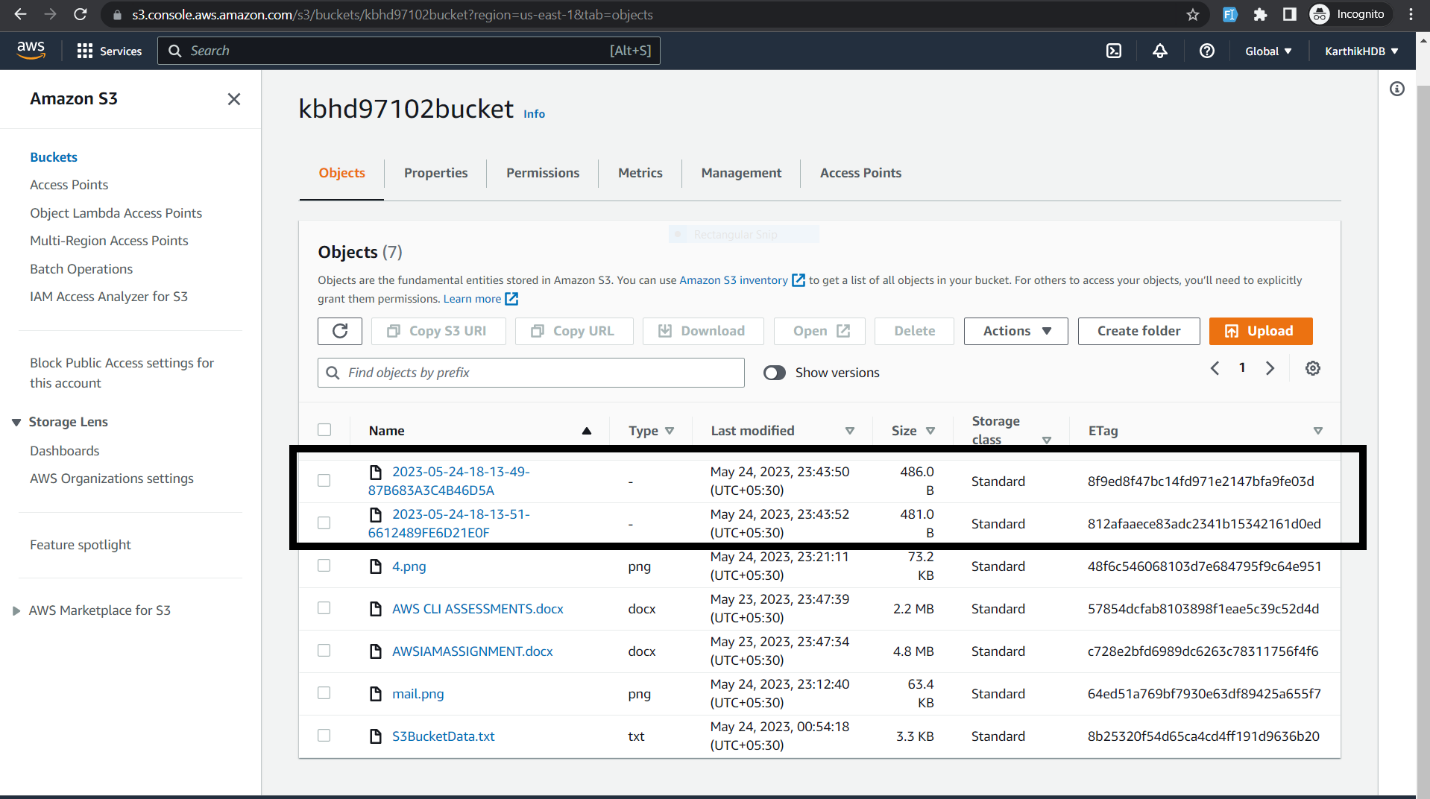 s3.console.aws.amazon.com/s3/buckets/kbhd97102bucket?region=us-east-1&tab=objects
Incognito
aws
Services
Search
[Alt+S]
Global
KarthikHDB
Amazon S3
Buckets
Access Points
Object Lambda Access Points
Multi-Region Access Points
Batch Operations
IAM Access Analyzer for S3
Block Public Access settings for
this account
Storage Lens
Dashboards
AWS Organizations settings
Feature spotlight
AWS Marketplace for S3
kbhd97102bucket Info
Objects
Properties
Permissions
Metrics
Management
Access Points
Rectangular Snip
Objects (7)
Objects are the fundamental entities stored in Amazon S3. You can use Amazon S3 inventory to get a list of all objects in your bucket. For others to access your objects, you'll need to explicitly
grant them permissions. Learn more
Copy S3 URI
Copy URL
Download
Open
Delete
Actions
Create folder
Upload
Find objects by prefix
Show versions
1
Name
Type
Last modified
Size
Storage
class
ETag
2023-05-24-18-13-49-
87B683A3C4B46D5A
-
May 24, 2023, 23:43:50
(UTC+05:30)
486.0
B
Standard
8f9ed8f47bc14fd971e2147bfa9fe03d
2023-05-24-18-13-51-
6612489FE6D21E0F
-
May 24, 2023, 23:43:52
(UTC+05:30)
481.0
B
Standard
812afaaece83adc2341b15342161d0ed
4.png
png
May 24, 2023, 23:21:11
(UTC+05:30)
73.2
KB
Standard
48f6c546068103d7e684795f9c64e951
AWS CLI ASSESSMENTS.docx
docx
May 23, 2023, 23:47:39
(UTC+05:30)
2.2 MB
Standard
57854dcfab8103898f1eae5c39c52d4d
AWSIAMASSIGNMENT.docx
docx
May 23, 2023, 23:47:34
(UTC+05:30)
4.8 MB
Standard
c728e2bfd6989dc6263c78311756f4f6
mail.png
png
May 24, 2023, 23:12:40
(UTC+05:30)
63.4
KB
Standard
64ed51a769bf7930e63df89425a655f7
S3BucketData.txt
txt
May 24, 2023, 00:54:18
(UTC+05:30)
3.3 KB
Standard
8b25320f54d65ca4cd4ff191d9636b20